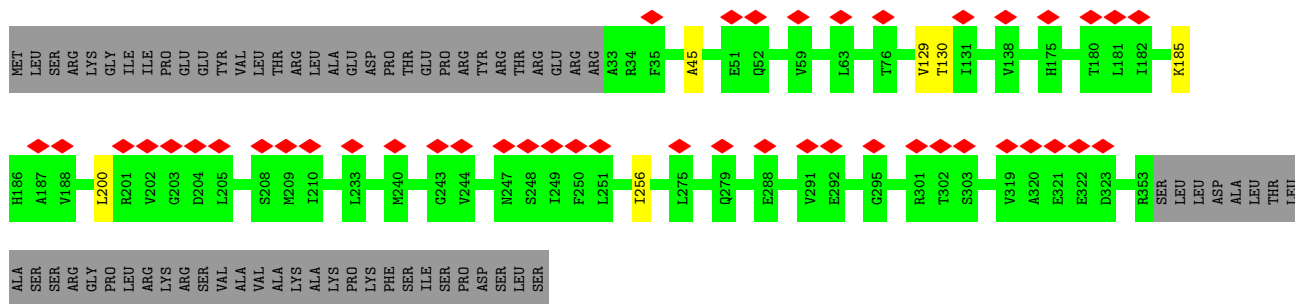 MET LEU SER ARG LYS GLY ILE ILE PRO GLU GLU TYR VAL LEU THR ARG LEU ALA GLU ASP PRO THR GLU PRO ARG TYR ARG THR ARG GLU ARG ARG A33 R34 F35 A45 E51 Q52 V59 L63 T76 V129 T130 I131 V138 H175 T180 L181 I182 K185
H186 A187 V188 L200 R201 V202 G203 D204 L205 S208 M209 I210 L233 M240 G243 V244 N247 S248 I249 F250 L251 I256 L275 Q279 E288 V291 E292 G295 R301 T302 S303 V319 A320 E321 E322 D323 R353 SER LEU LEU ASP ALA LEU THR LEU
ALA SER SER ARG GLY PRO LEU ARG LYS ARG SER VAL ALA VAL ALA LYS ALA LYS PRO LYS PHE SER ILE SER PRO ASP SER LEU SER